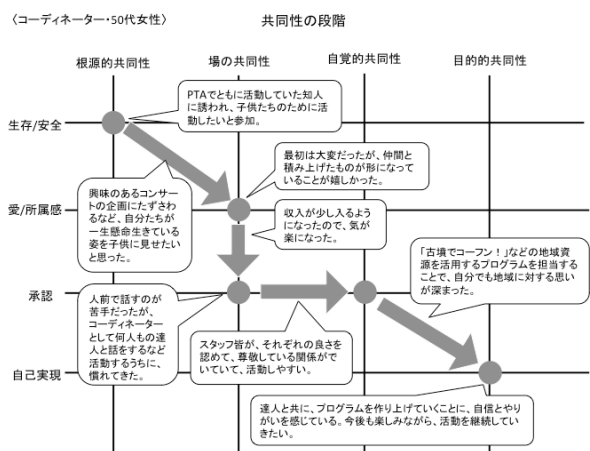 〈コーディネーター・50代女性〉
共同性の段階
根源的共同性
場の共同性
自覚的共同性
目的的共同性
生存/安全
PTAでともに活動していた知人
に誘われ、子供たちのために活
動したいと参加。
最初は大変だったが、仲間と
積み上げたものが形になって
いることが嬉しかった。
興味のあるコンサー
トの企画にたずさわ
るなど、自分たちが
一生懸命生きている
姿を子供に見せたい
と思った。
愛/所属感
収入が少し入るよう
になったので、気が
楽になった。
「古墳でコーフン！」などの地域資
源を活用するプログラムを担当する
ことで、自分でも地域に対する思い
が深まった。
承認
人前で話すのが
苦手だったが、
コーディネーター
として何人もの達
人と話をするなど
活動するうちに、
慣れてきた。
スタッフ皆が、それぞれの良さを
認めて、尊敬している関係がで
いていて、活動しやすい。
自己実現
達人と共に、プログラムを作り上げていくことに、自信とやり
がいを感じている。今後も楽しみながら、活動を継続してい
きたい。